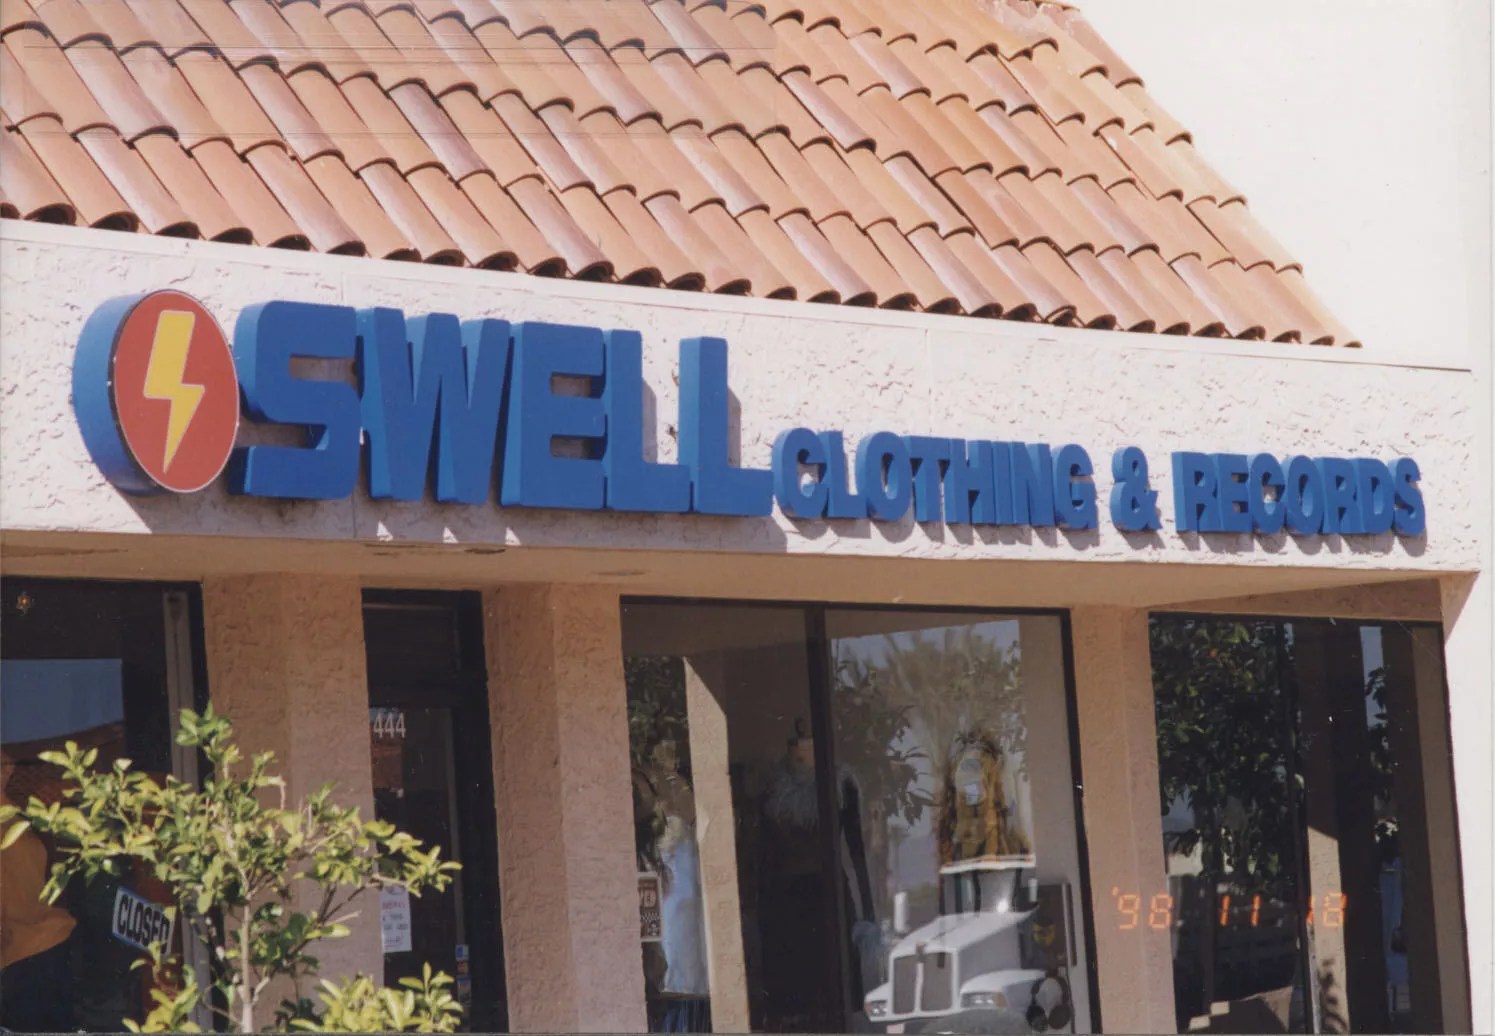 SWELL CLOTHING & RECORDS
444
CLOSED
'98 11 18